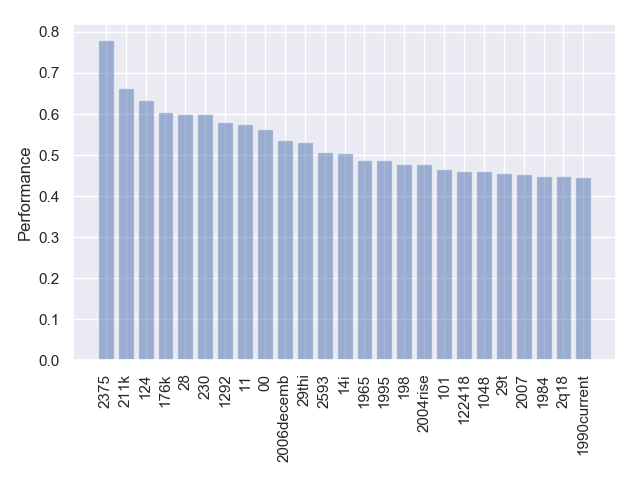 0.8
0.7
0.6
0.5
0.4
0.3
0.2
0.1
0.0
Performance
2375
211k
124
176k
28
230
1292
11
00
2006decemb
29thi
2593
14i
1965
1995
198
2004rise
101
122418
1048
29t
2007
1984
2q18
1990current